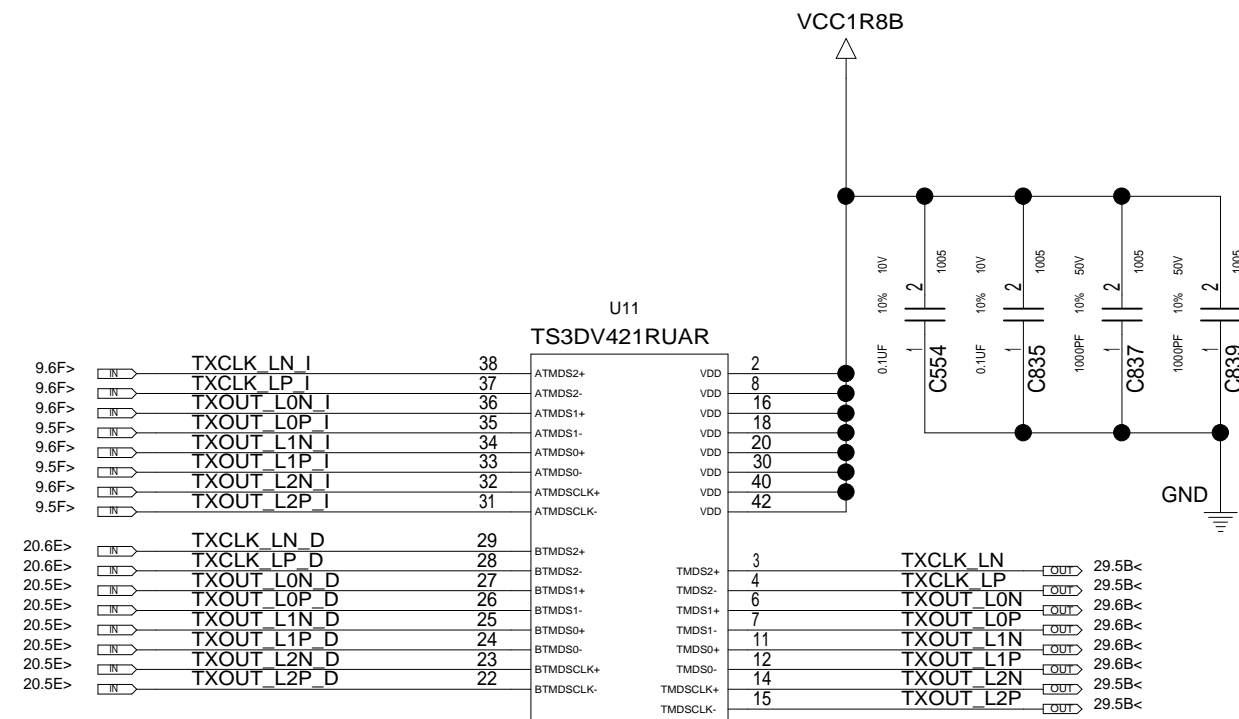 VCC1R8B
0.1UF 10% 10V
1005
2
1
C554
0.1UF 10% 10V
1005
2
1
C835
1000PF 10% 50V
1005
2
1
C837
1000PF 10% 50V
1005
2
1
C839
GND
U11
TS3DV421RUAR
9.6F> IN TXCLK_LN_I 38 ATMDS2+
9.6F> IN TXCLK_LP_I 37 ATMDS2-
9.6F> IN TXOUT_L0N_I 36 ATMDS1+
9.5F> IN TXOUT_L0P_I 35 ATMDS1-
9.6F> IN TXOUT_L1N_I 34 ATMDS0+
9.5F> IN TXOUT_L1P_I 33 ATMDS0-
9.6F> IN TXOUT_L2N_I 32 ATMDSCLK+
9.5F> IN TXOUT_L2P_I 31 ATMDSCLK-
VDD 2
VDD 8
VDD 16
VDD 18
VDD 20
VDD 30
VDD 40
VDD 42
20.6E> IN TXCLK_LN_D 29 BTMDS2+
20.6E> IN TXCLK_LP_D 28 BTMDS2-
20.5E> IN TXOUT_L0N_D 27 BTMDS1+
20.5E> IN TXOUT_L0P_D 26 BTMDS1-
20.5E> IN TXOUT_L1N_D 25 BTMDS0+
20.5E> IN TXOUT_L1P_D 24 BTMDS0-
20.5E> IN TXOUT_L2N_D 23 BTMDSCLK+
20.5E> IN TXOUT_L2P_D 22 BTMDSCLK-
TMDS2+ 3 TXCLK_LN OUT 29.5B<
TMDS2- 4 TXCLK_LP OUT 29.5B<
TMDS1+ 6 TXOUT_L0N OUT 29.6B<
TMDS1- 7 TXOUT_L0P OUT 29.6B<
TMDS0+ 11 TXOUT_L1N OUT 29.6B<
TMDS0- 12 TXOUT_L1P OUT 29.6B<
TMDSCLK+ 14 TXOUT_L2N OUT 29.5B<
TMDSCLK- 15 TXOUT_L2P OUT 29.5B<